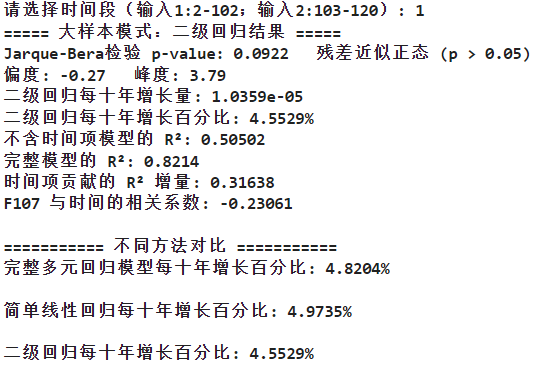 请选择时间段（输入1:2-102；输入2:103-120）: 1
===== 大样本模式：二级回归结果 =====
Jarque-Bera检验 p-value: 0.0922   残差近似正态 (p > 0.05)
偏度: -0.27   峰度: 3.79
二级回归每十年增长量: 1.0359e-05
二级回归每十年增长百分比: 4.5529%
不含时间项模型的 R²: 0.50502
完整模型的 R²: 0.8214
时间项贡献的 R² 增量: 0.31638
F107 与时间的相关系数: -0.23061
=========== 不同方法对比 ===========
完整多元回归模型每十年增长百分比: 4.8204%
简单线性回归每十年增长百分比: 4.9735%
二级回归每十年增长百分比: 4.5529%